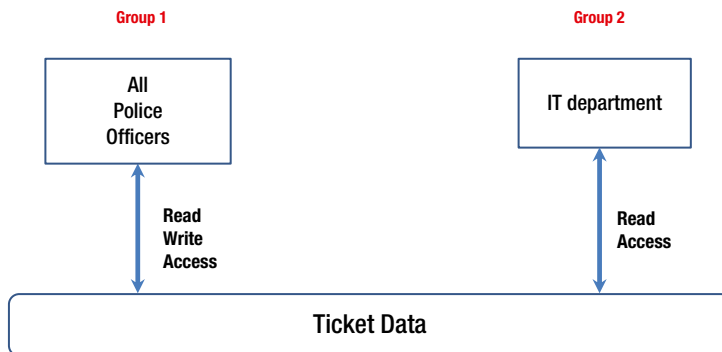 Group 1
Group 2
All
Police
Officers
IT department
Read
Write
Access
Read
Access
Ticket Data